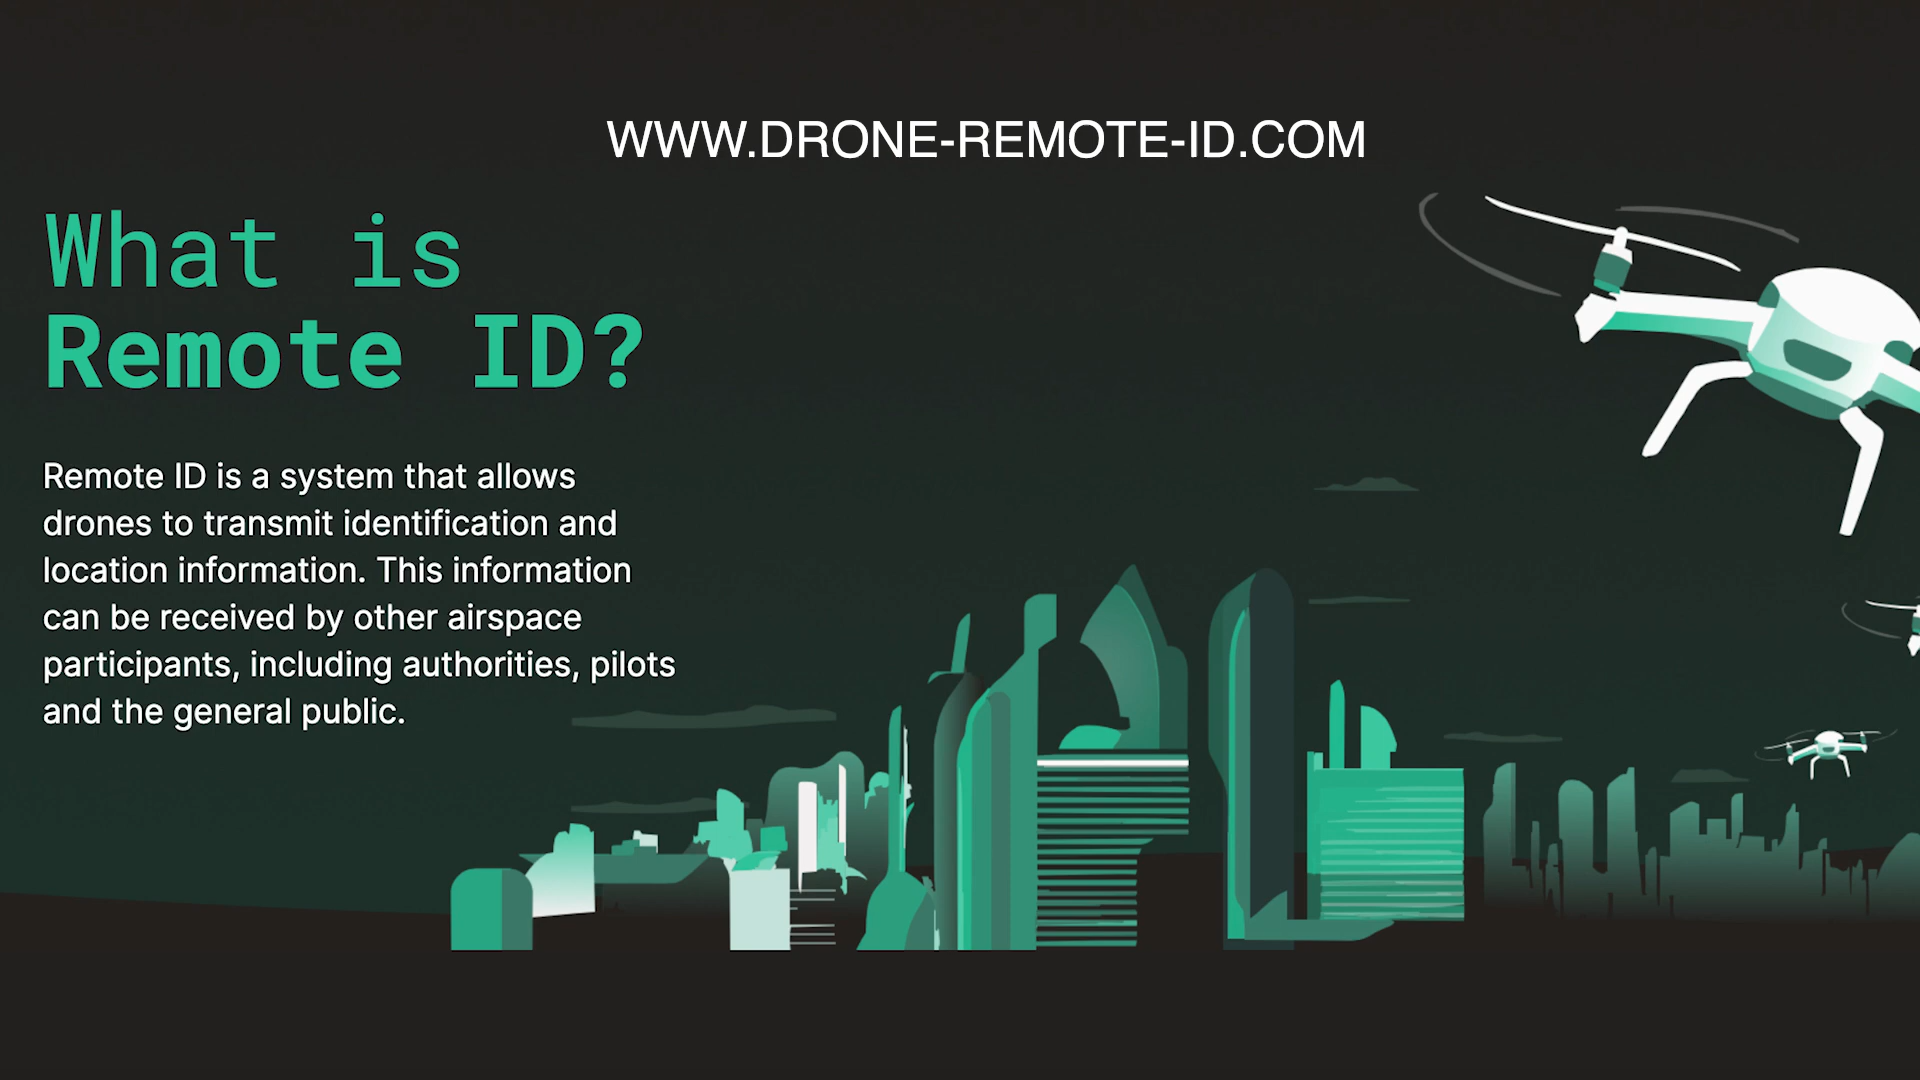 WWW.DRONE-REMOTE-ID.COM
What is
Remote ID?
Remote ID is a system that allows
drones to transmit identification and
location information. This information
can be received by other airspace
participants, including authorities, pilots
and the general public.